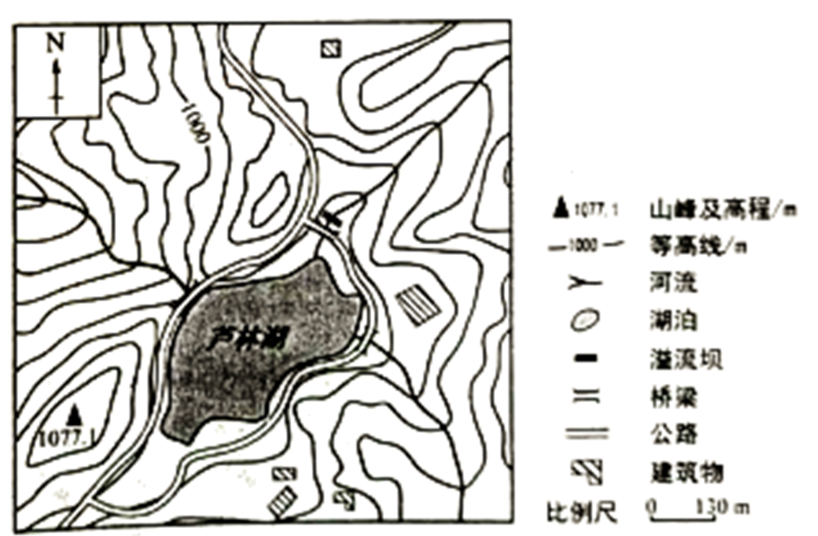 N
1000
芦林湖
1077.1
▲1077.1 山峰及高程/m
—1000— 等高线/m
河流
湖泊
溢流坝
桥梁
公路
建筑物
比例尺 0 130 m